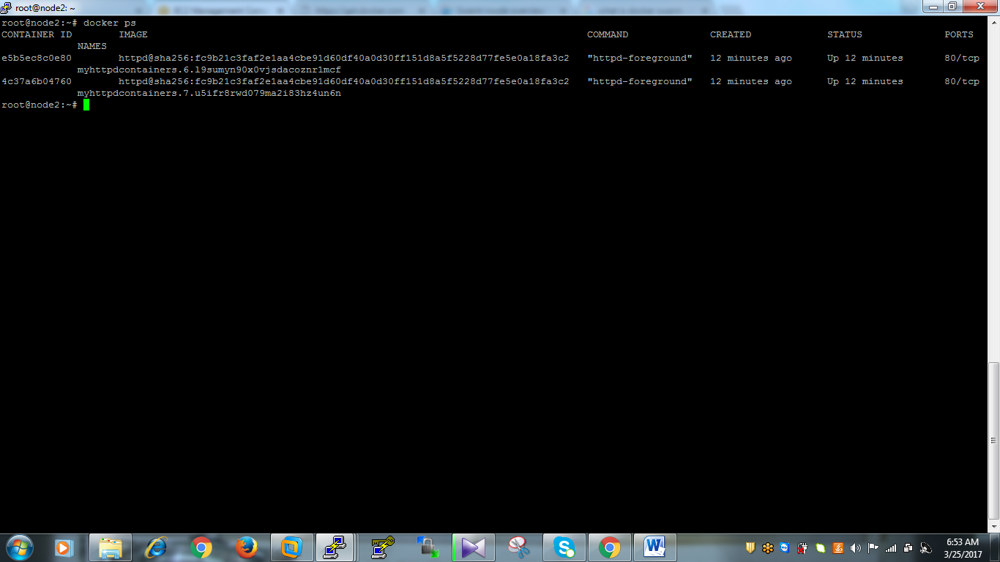 root@node2: ~
root@node2:~# docker ps
CONTAINER ID IMAGE COMMAND CREATED STATUS PORTS
NAMES
e5b5ec8c0e80 httpd@sha256:fc9b21c3faf2e1aa4cbe91d60df40a0d30ff151d8a5f5228d77fe5e0a18fa3c2 "httpd-foreground" 12 minutes ago Up 12 minutes 80/tcp
myhttpdcontainers.6.l9sumyn90x0vjsdacoznr1mcf
4c37a6b04760 httpd@sha256:fc9b21c3faf2e1aa4cbe91d60df40a0d30ff151d8a5f5228d77fe5e0a18fa3c2 "httpd-foreground" 12 minutes ago Up 12 minutes 80/tcp
myhttpdcontainers.7.u5ifr8rwd079ma2i83hz4un6n
root@node2:~#
6:53 AM
3/25/2017